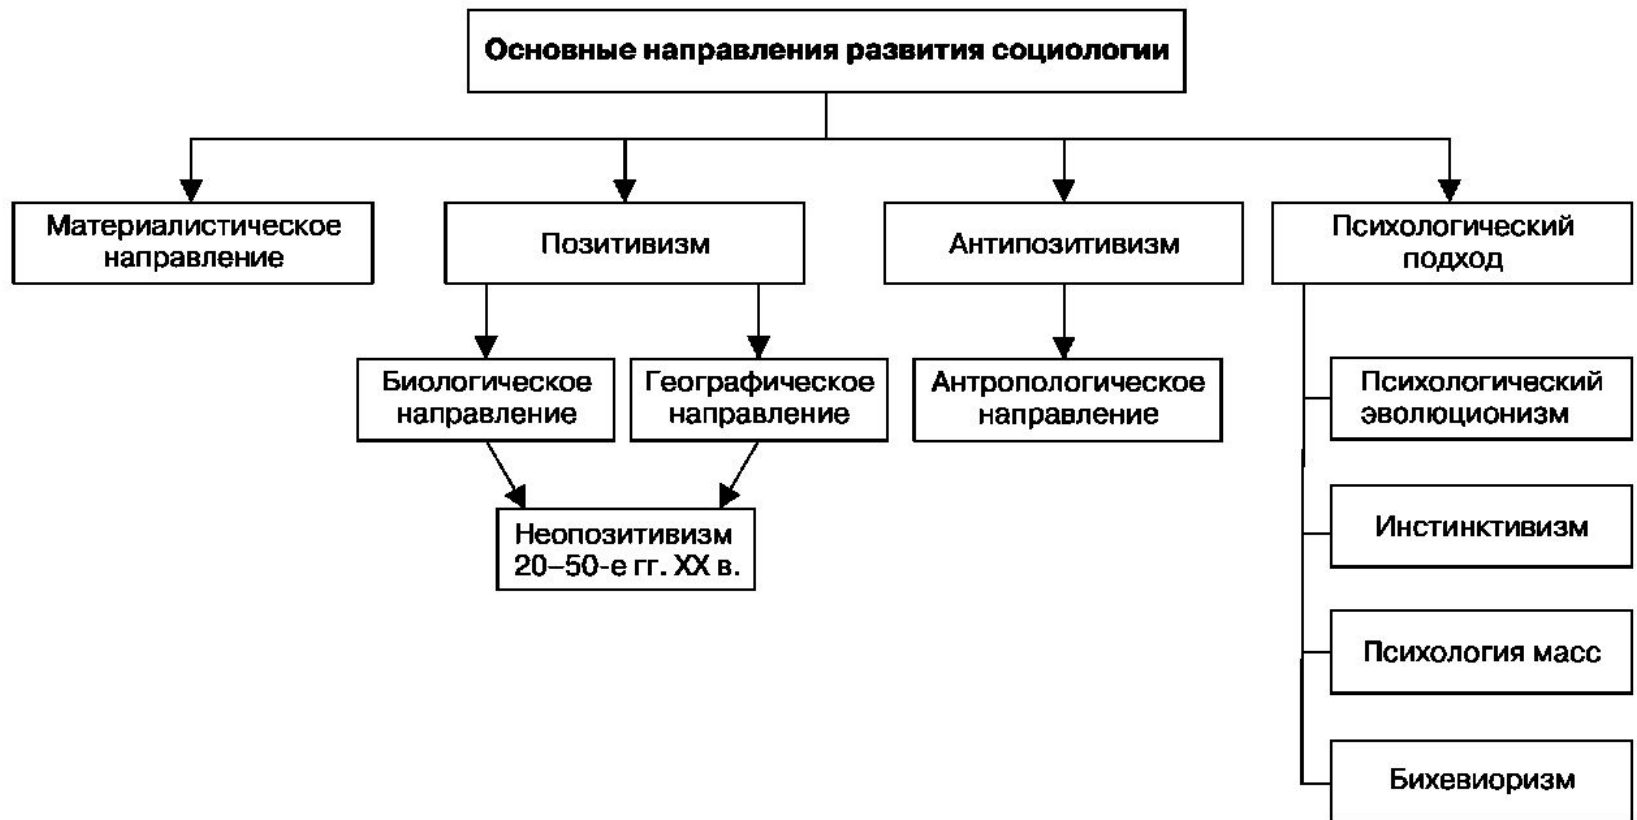 Основные направления развития социологии
Материалистическое
направление
Позитивизм
Антипозитивизм
Психологический
подход
Биологическое
направление
Географическое
направление
Антропологическое
направление
Психологический
эволюционизм
Неопозитивизм
20–50-е гг. XX в.
Инстинктивизм
Психология масс
Бихевиоризм